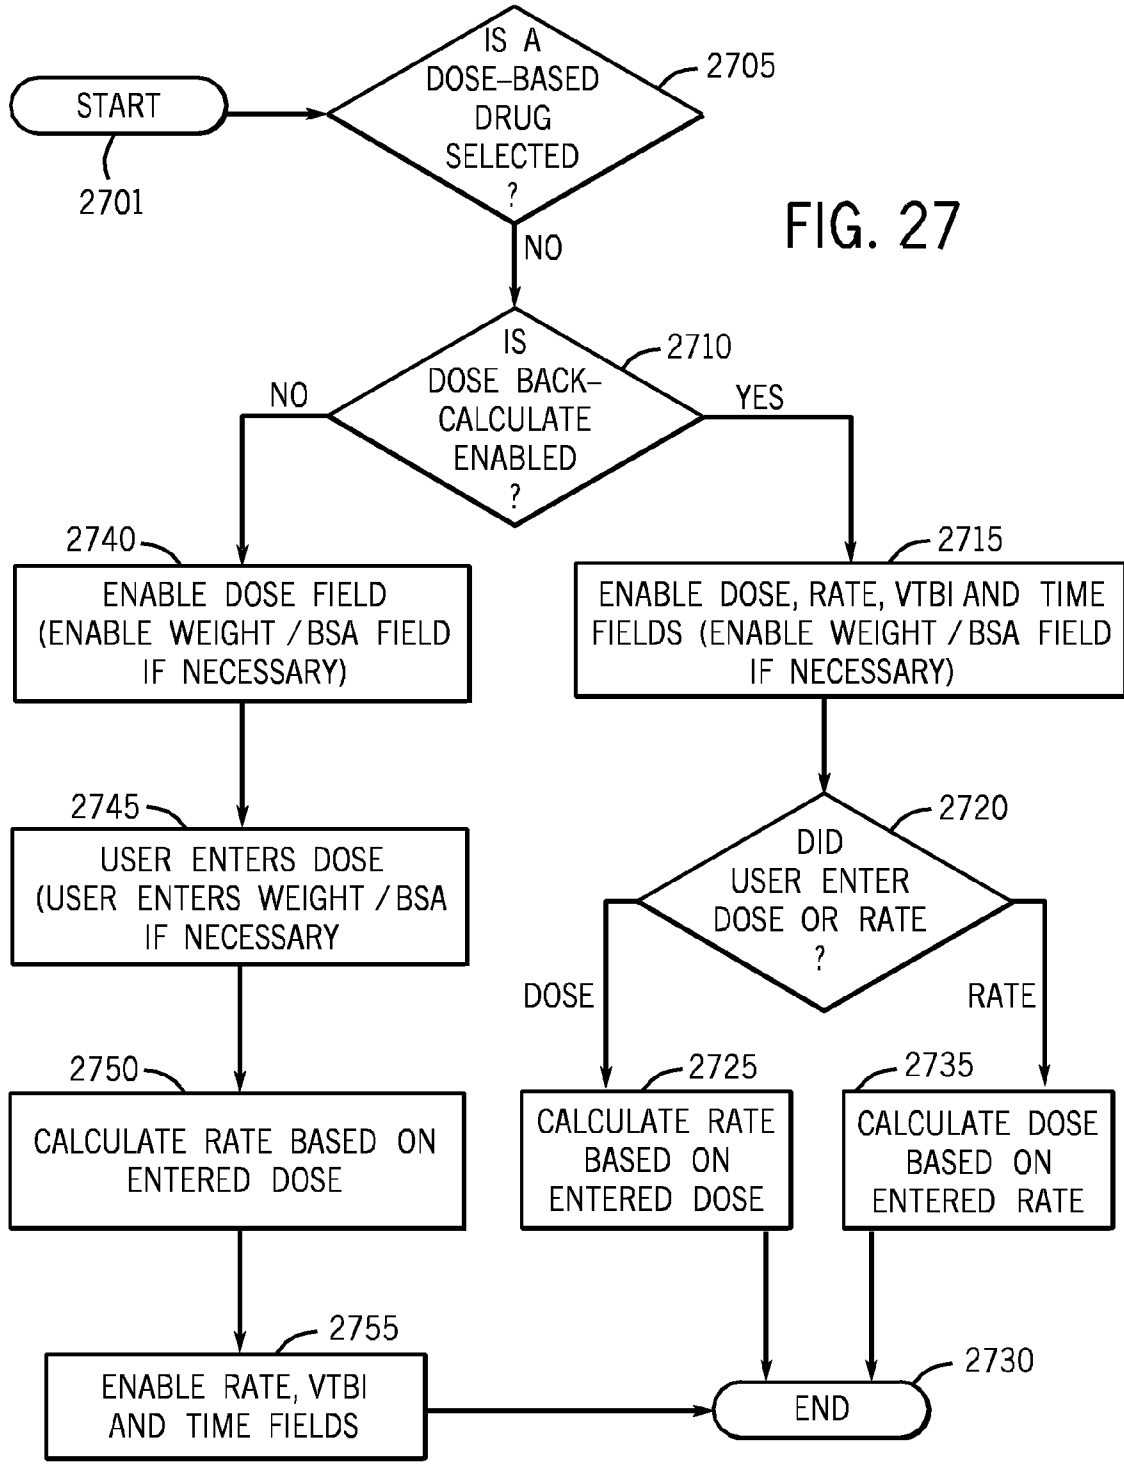 START
2701
IS A
DOSE–BASED
DRUG
SELECTED
?
2705
FIG. 27
NO
IS
DOSE BACK–
CALCULATE
ENABLED
?
2710
NO
YES
2740
ENABLE DOSE FIELD
(ENABLE WEIGHT / BSA FIELD
IF NECESSARY)
2715
ENABLE DOSE, RATE, VTBI AND TIME
FIELDS (ENABLE WEIGHT / BSA FIELD
IF NECESSARY)
2745
USER ENTERS DOSE
(USER ENTERS WEIGHT / BSA
IF NECESSARY
2720
DID
USER ENTER
DOSE OR RATE
?
DOSE
RATE
2750
CALCULATE RATE BASED ON
ENTERED DOSE
2725
CALCULATE RATE
BASED ON
ENTERED DOSE
2735
CALCULATE DOSE
BASED ON
ENTERED RATE
2755
ENABLE RATE, VTBI
AND TIME FIELDS
2730
END